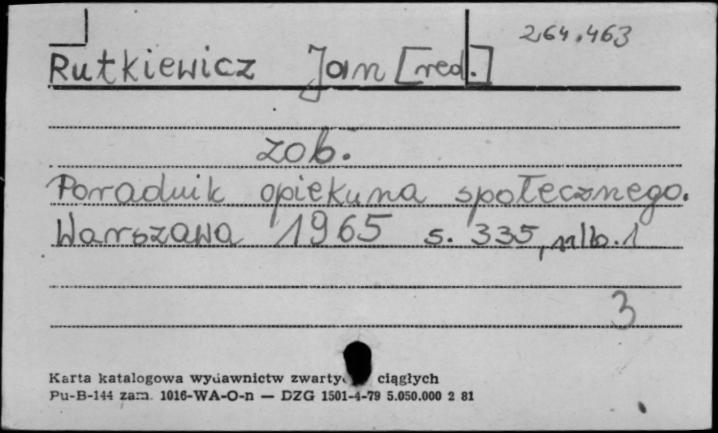 264.463
Rutkiewicz Jan [red.]
zob.
Poradnik opiekuna społecznego.
Warszawa 1965 s. 335, nlb. 1
3
Karta katalogowa wydawnictw ciągłych
Pu-B-144 zam. 1016-WA-O-n — DZG 1501-4-79 5.050.000 2 81